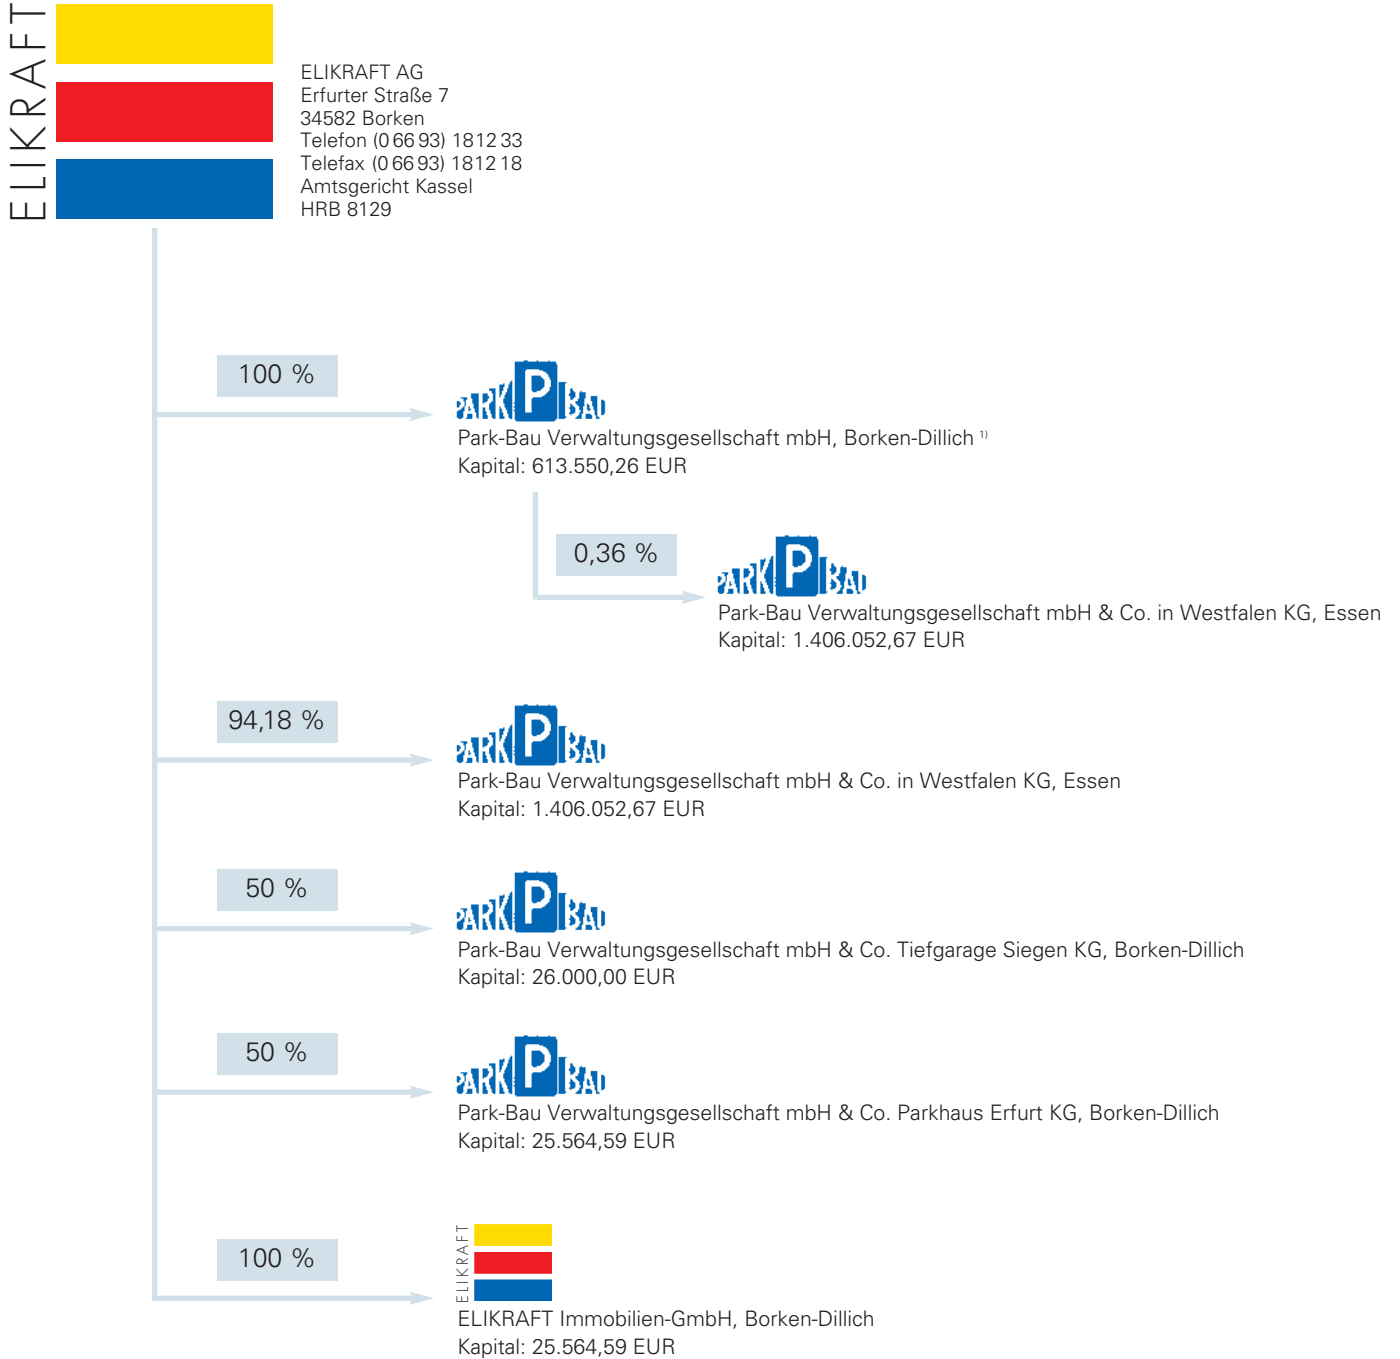 ELIKRAFT
ELIKRAFT AG
Erfurter Straße 7
34582 Borken
Telefon (0 66 93) 18 12 33
Telefax (0 66 93) 18 12 18
Amtsgericht Kassel
HRB 8129
100 %
PARK P BAU
Park-Bau Verwaltungsgesellschaft mbH, Borken-Dillich 1)
Kapital: 613.550,26 EUR
0,36 %
PARK P BAU
Park-Bau Verwaltungsgesellschaft mbH & Co. in Westfalen KG, Essen
Kapital: 1.406.052,67 EUR
94,18 %
PARK P BAU
Park-Bau Verwaltungsgesellschaft mbH & Co. in Westfalen KG, Essen
Kapital: 1.406.052,67 EUR
50 %
PARK P BAU
Park-Bau Verwaltungsgesellschaft mbH & Co. Tiefgarage Siegen KG, Borken-Dillich
Kapital: 26.000,00 EUR
50 %
PARK P BAU
Park-Bau Verwaltungsgesellschaft mbH & Co. Parkhaus Erfurt KG, Borken-Dillich
Kapital: 25.564,59 EUR
100 %
ELIKRAFT
ELIKRAFT Immobilien-GmbH, Borken-Dillich
Kapital: 25.564,59 EUR